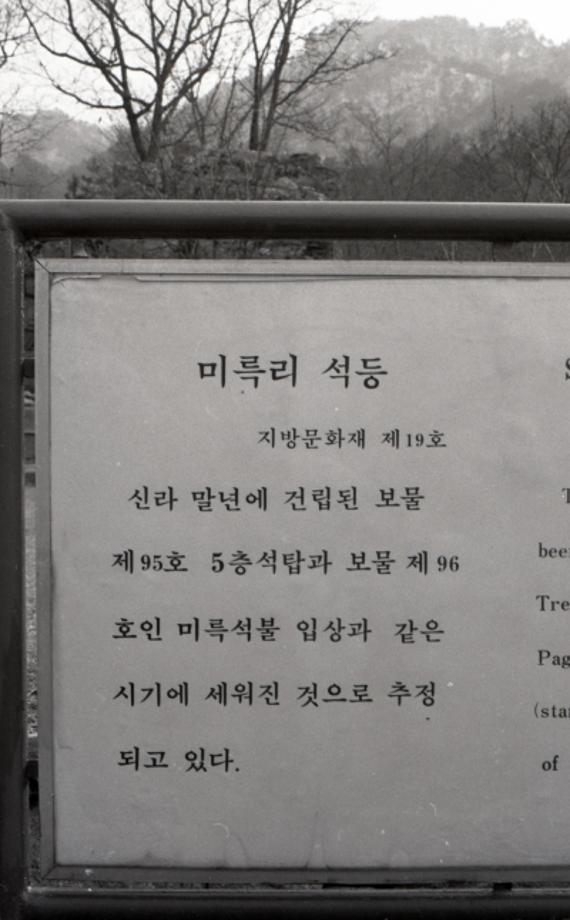 미륵리 석등
지방문화재 제19호
신라 말년에 건립된 보물
제95호 5층석탑과 보물 제96
호인 미륵석불 입상과 같은
시기에 세워진 것으로 추정
되고 있다.
S
T
bee
Tre
Pag
(sta
of